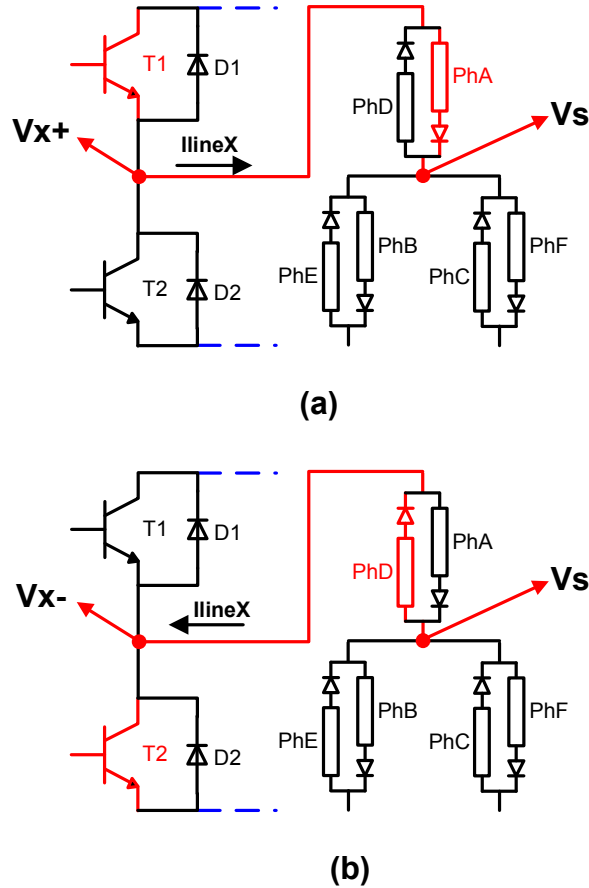 T1
D1
PhD
PhA
Vx+
IlineX
Vs
PhE
PhB
PhC
PhF
T2
D2
(a)
T1
D1
PhD
PhA
Vx-
IlineX
Vs
PhE
PhB
PhC
PhF
T2
D2
(b)